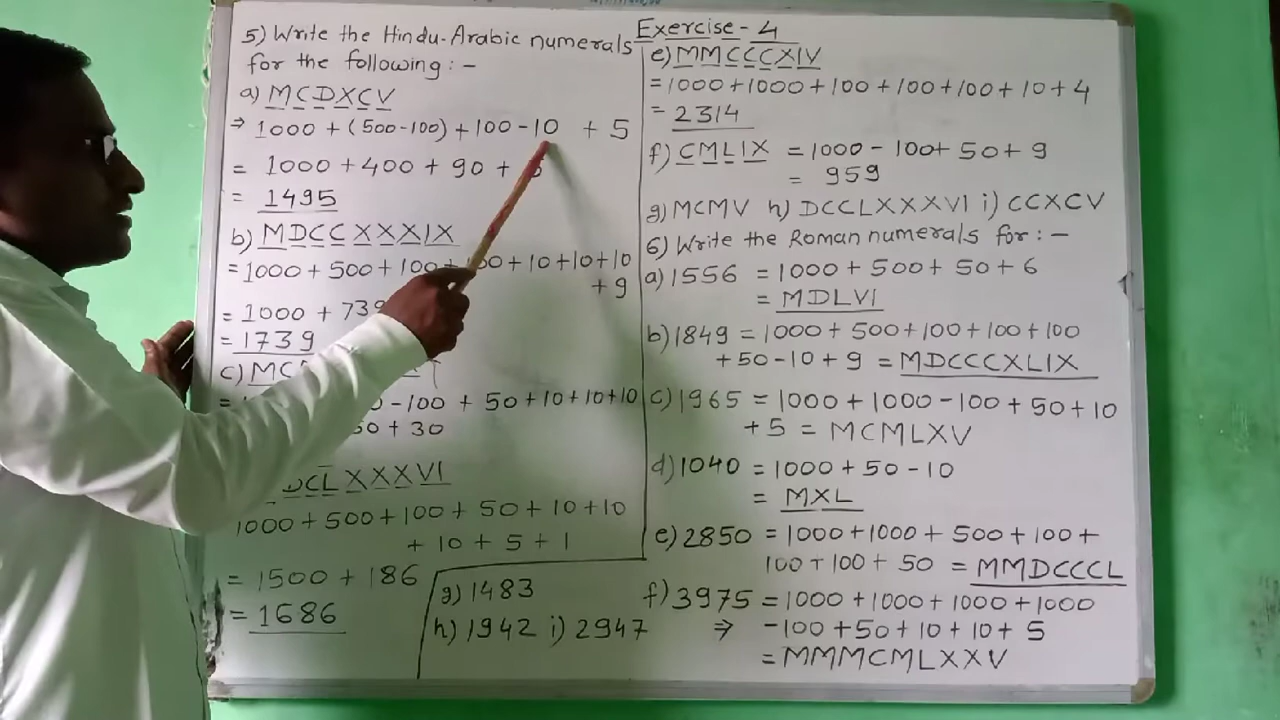 Exercise - 4
5) Write the Hindu-Arabic numerals
for the following : -
a) MCDXCV
⇒ 1000 + (500-100) + 100 - 10 + 5
= 1000 + 400 + 90 + 5
= 1495
b) MDCCXXXIX
= 1000 + 500 + 100 + 100 + 10 + 10 + 10
+ 9
= 1000 + 739
= 1739
c)
- 100 + 50 + 10 + 10 + 10
+ 30
DCLXXXVI
1000 + 500 + 100 + 50 + 10 + 10
+ 10 + 5 + 1
= 1500 + 186
= 1686
e) MMCCCXIV
= 1000 + 1000 + 100 + 100 + 100 + 10 + 4
= 2314
f) CMLIX = 1000 - 100 + 50 + 9
= 959
g) MCMV h) DCCLXXXVI i) CCXCV
6) Write the Roman numerals for : -
a) 1556 = 1000 + 500 + 50 + 6
= MDLVI
b) 1849 = 1000 + 500 + 100 + 100 + 100
+ 50 - 10 + 9 = MDCCCXLIX
c) 1965 = 1000 + 1000 - 100 + 50 + 10
+ 5 = MCMLXV
d) 1040 = 1000 + 50 - 10
= MXL
e) 2850 = 1000 + 1000 + 500 + 100 +
100 + 100 + 50 = MMDCCCL
f) 3975 = 1000 + 1000 + 1000 + 1000
⇒ - 100 + 50 + 10 + 10 + 5
= MMMCMLXXV
g) 1483
h) 1942 i) 2947